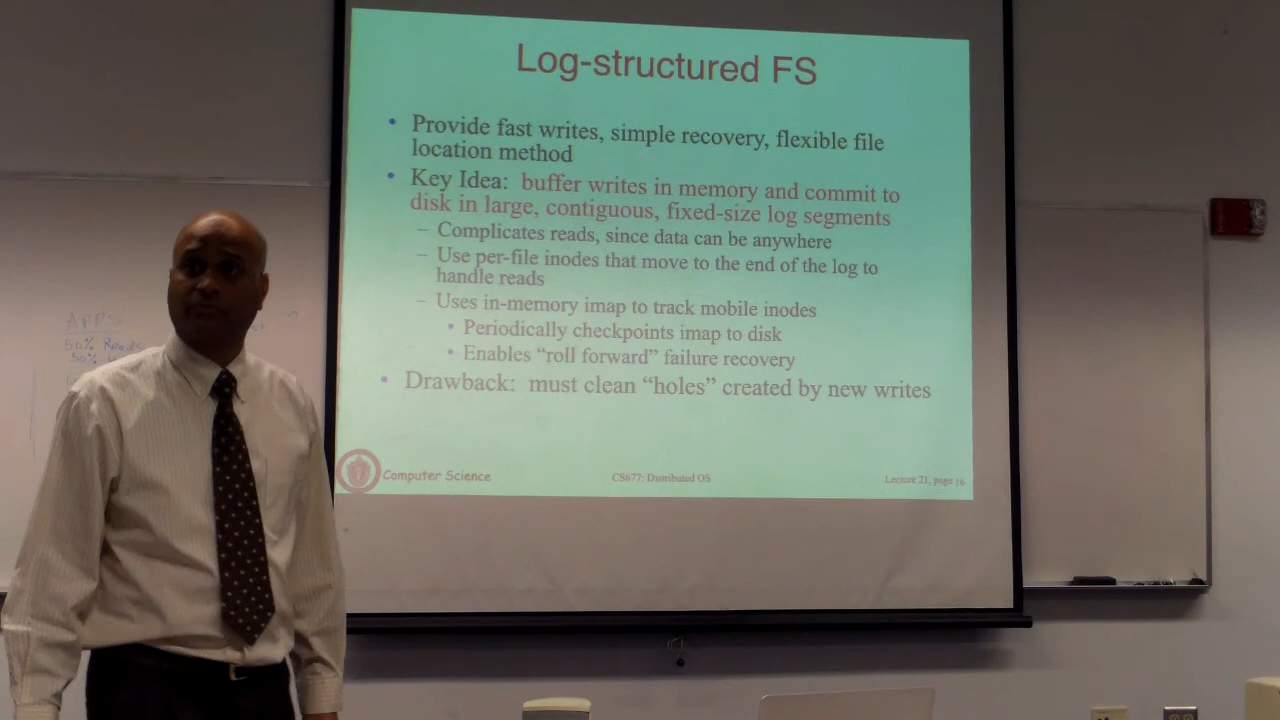 Log-structured FS
• Provide fast writes, simple recovery, flexible file
location method
• Key Idea: buffer writes in memory and commit to
disk in large, contiguous, fixed-size log segments
– Complicates reads, since data can be anywhere
– Use per-file inodes that move to the end of the log to
handle reads
– Uses in-memory imap to track mobile inodes
• Periodically checkpoints imap to disk
• Enables “roll forward” failure recovery
• Drawback: must clean “holes” created by new writes
Computer Science
CS677: Distributed OS
Lecture 21, page 16
APPS
50% Reads
50%